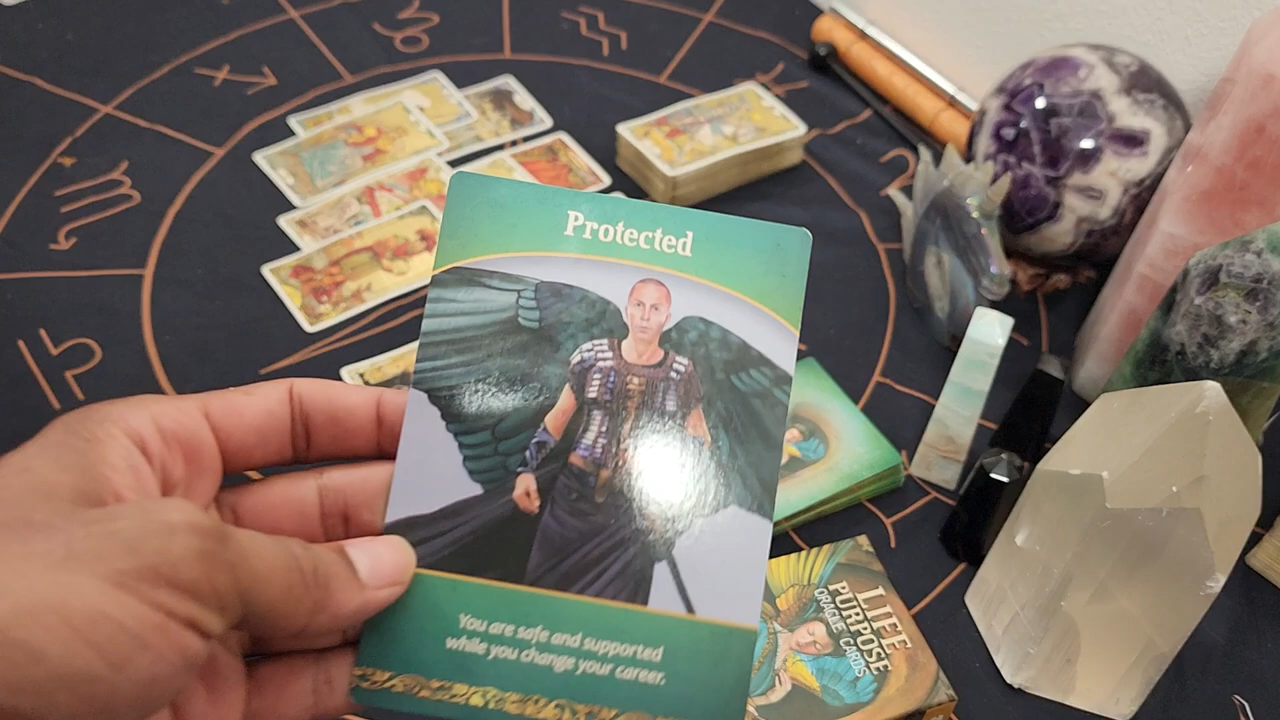 Protected
You are safe and supported
while you change your career.
LIFE
PURPOSE
ORACLE CARDS